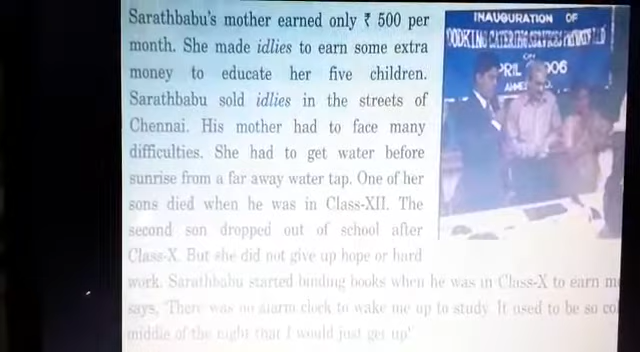 Sarathbabu's mother earned only ₹ 500 per
month. She made idlies to earn some extra
money to educate her five children.
Sarathbabu sold idlies in the streets of
Chennai. His mother had to face many
difficulties. She had to get water before
sunrise from a far away water tap. One of her
sons died when he was in Class-XII. The
second son dropped out of school after
Class-X. But she did not give up hope or hard
work. Sarathbabu started binding books when he was in Class-X to earn
says, 'There was no alarm clock to wake me up to study. It used to be so
middle of the night that I would just get up'
INAUGURATION OF
CATERING SERVICES PRIVATE